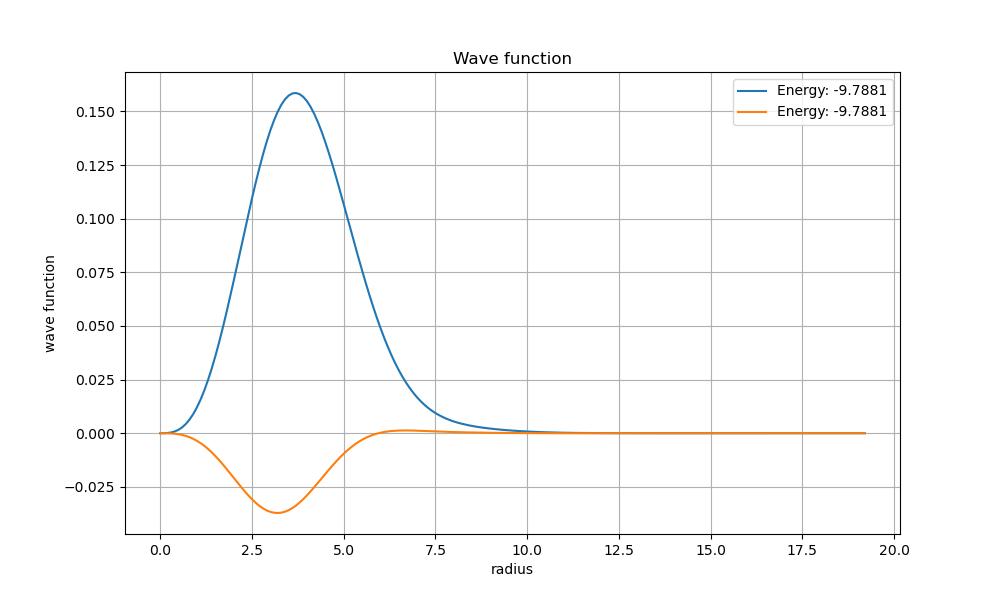 Wave function
Energy: -9.7881
Energy: -9.7881
wave function
0.150
0.125
0.100
0.075
0.050
0.025
0.000
−0.025
0.0 2.5 5.0 7.5 10.0 12.5 15.0 17.5 20.0
radius